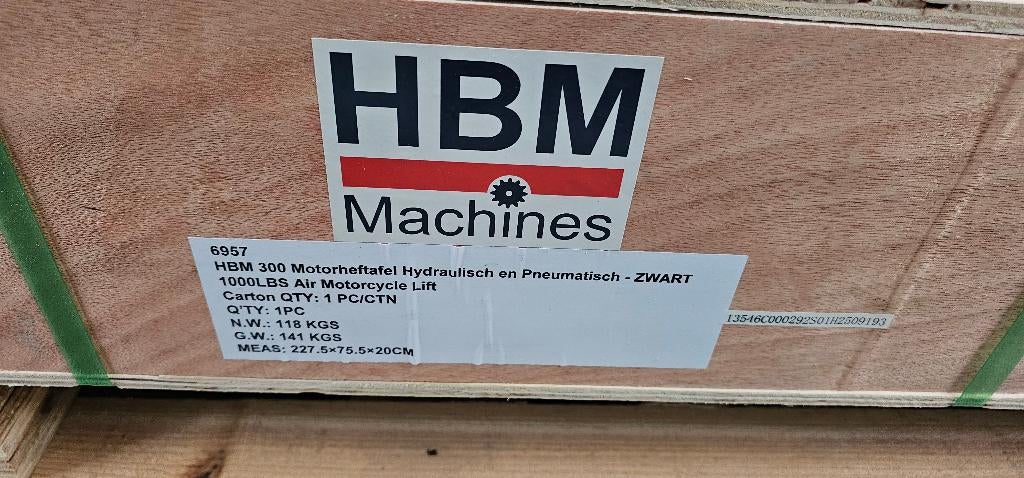 HBM
Machines
6957
HBM 300 Motorheftafel Hydraulisch en Pneumatisch - ZWART
1000LBS Air Motorcycle Lift
Carton QTY: 1 PC/CTN
Q'TY: 1PC
N.W.: 118 KGS
G.W.: 141 KGS
MEAS: 227.5×75.5×20CM
13546C000292S01H2509193